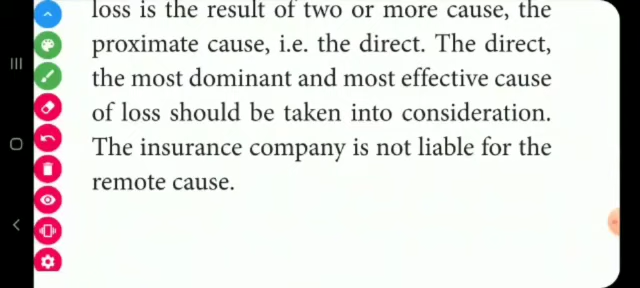 loss is the result of two or more cause, the
proximate cause, i.e. the direct. The direct,
the most dominant and most effective cause
of loss should be taken into consideration.
The insurance company is not liable for the
remote cause.